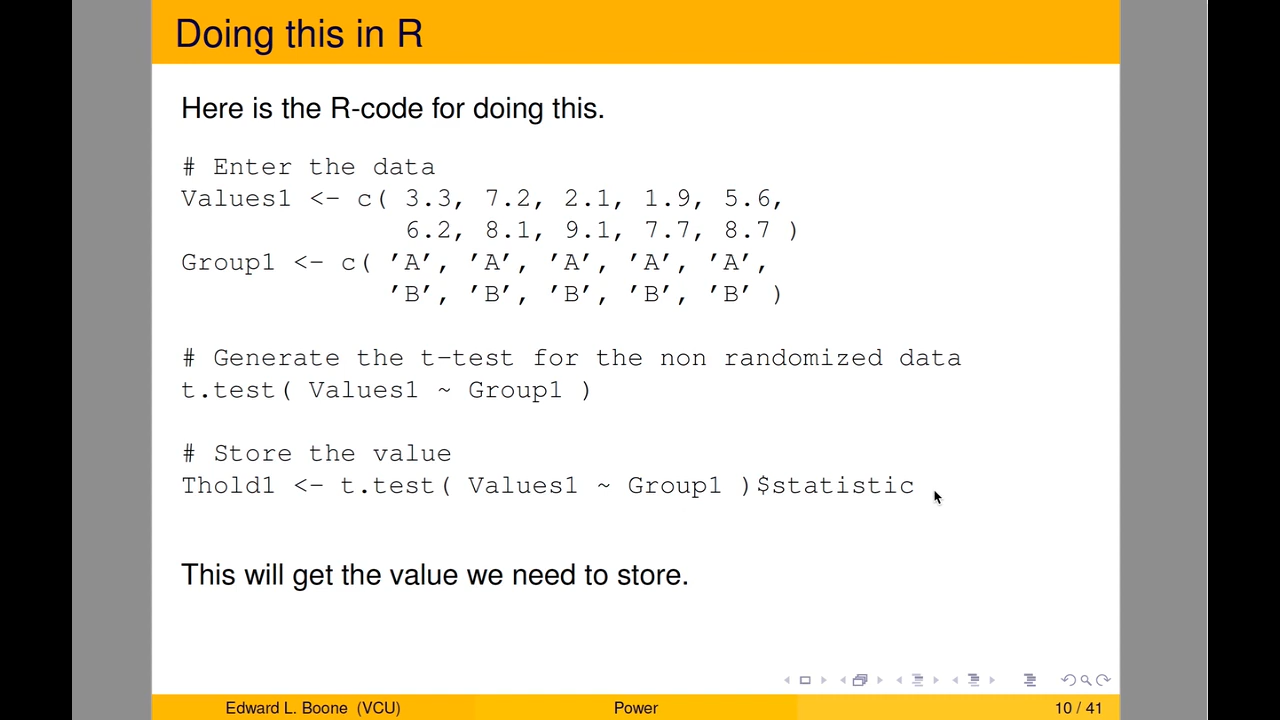 Doing this in R
Here is the R-code for doing this.
# Enter the data
Values1 <- c( 3.3, 7.2, 2.1, 1.9, 5.6,
6.2, 8.1, 9.1, 7.7, 8.7 )
Group1 <- c( ’A’, ’A’, ’A’, ’A’, ’A’,
’B’, ’B’, ’B’, ’B’, ’B’ )
# Generate the t-test for the non randomized data
t.test( Values1 ~ Group1 )
# Store the value
Thold1 <- t.test( Values1 ~ Group1 )$statistic
This will get the value we need to store.
Edward L. Boone (VCU) Power 10 / 41